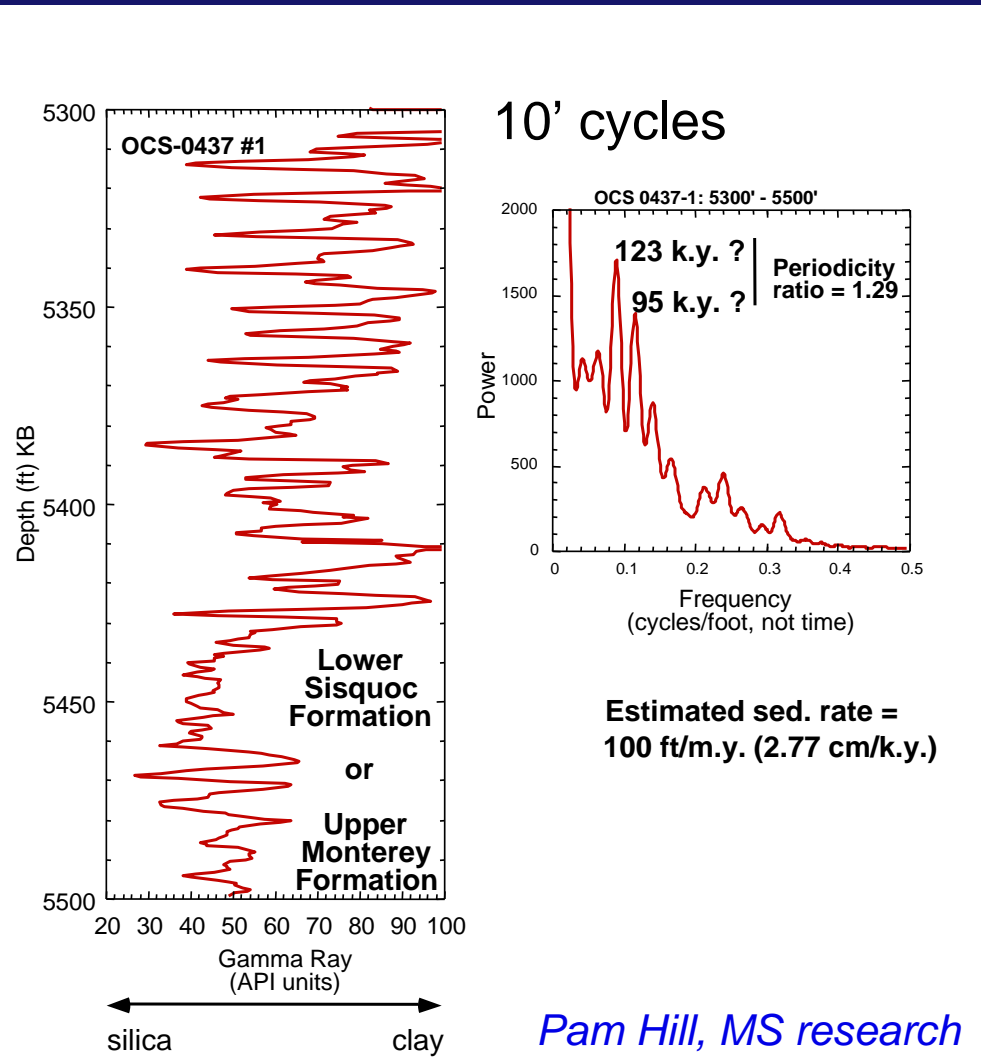 10’ cycles
OCS-0437 #1
5300
5350
5400
5450
5500
Depth (ft) KB
Lower
Sisquoc
Formation
or
Upper
Monterey
Formation
20 30 40 50 60 70 80 90 100
Gamma Ray
(API units)
silica clay
OCS 0437-1: 5300' - 5500'
2000
1500
1000
500
0
Power
123 k.y. ?
95 k.y. ?
Periodicity
ratio = 1.29
0 0.1 0.2 0.3 0.4 0.5
Frequency
(cycles/foot, not time)
Estimated sed. rate =
100 ft/m.y. (2.77 cm/k.y.)
Pam Hill, MS research